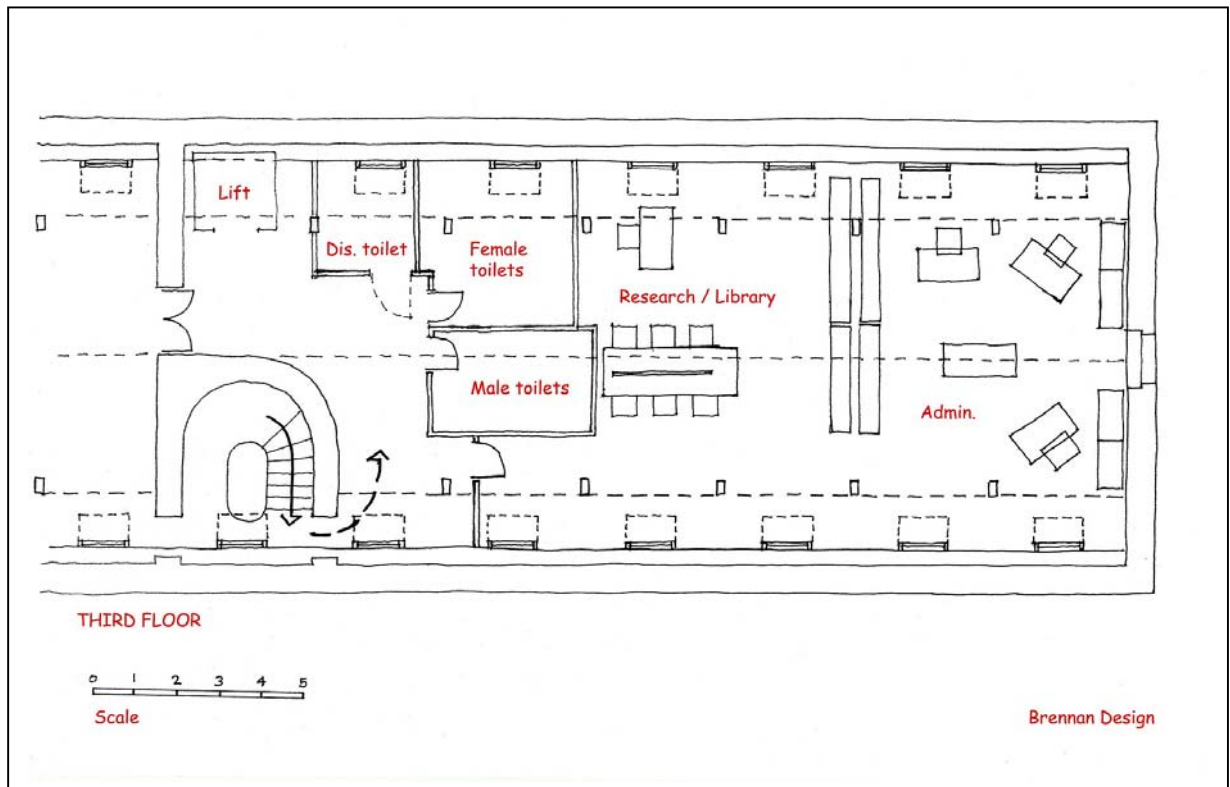 Lift
Dis. toilet
Female
toilets
Research / Library
Male toilets
Admin.
THIRD FLOOR
0 1 2 3 4 5
Scale
Brennan Design